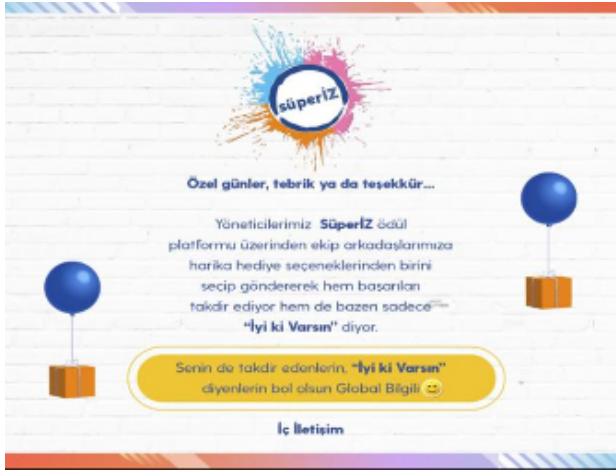 süperİZ
Özel günler, tebrik ya da teşekkür...
Yöneticilerimiz SüperİZ ödül
platformu üzerinden ekip arkadaşlarımıza
harika hediye seçeneklerinden birini
seçip göndererek hem başarıları
takdir ediyor hem de bazen sadece
“İyi ki Varsın” diyor.
Senin de takdir edenlerin, “İyi ki Varsın”
diyenlerin bol olsun Global Bilgili 😊
İç İletişim